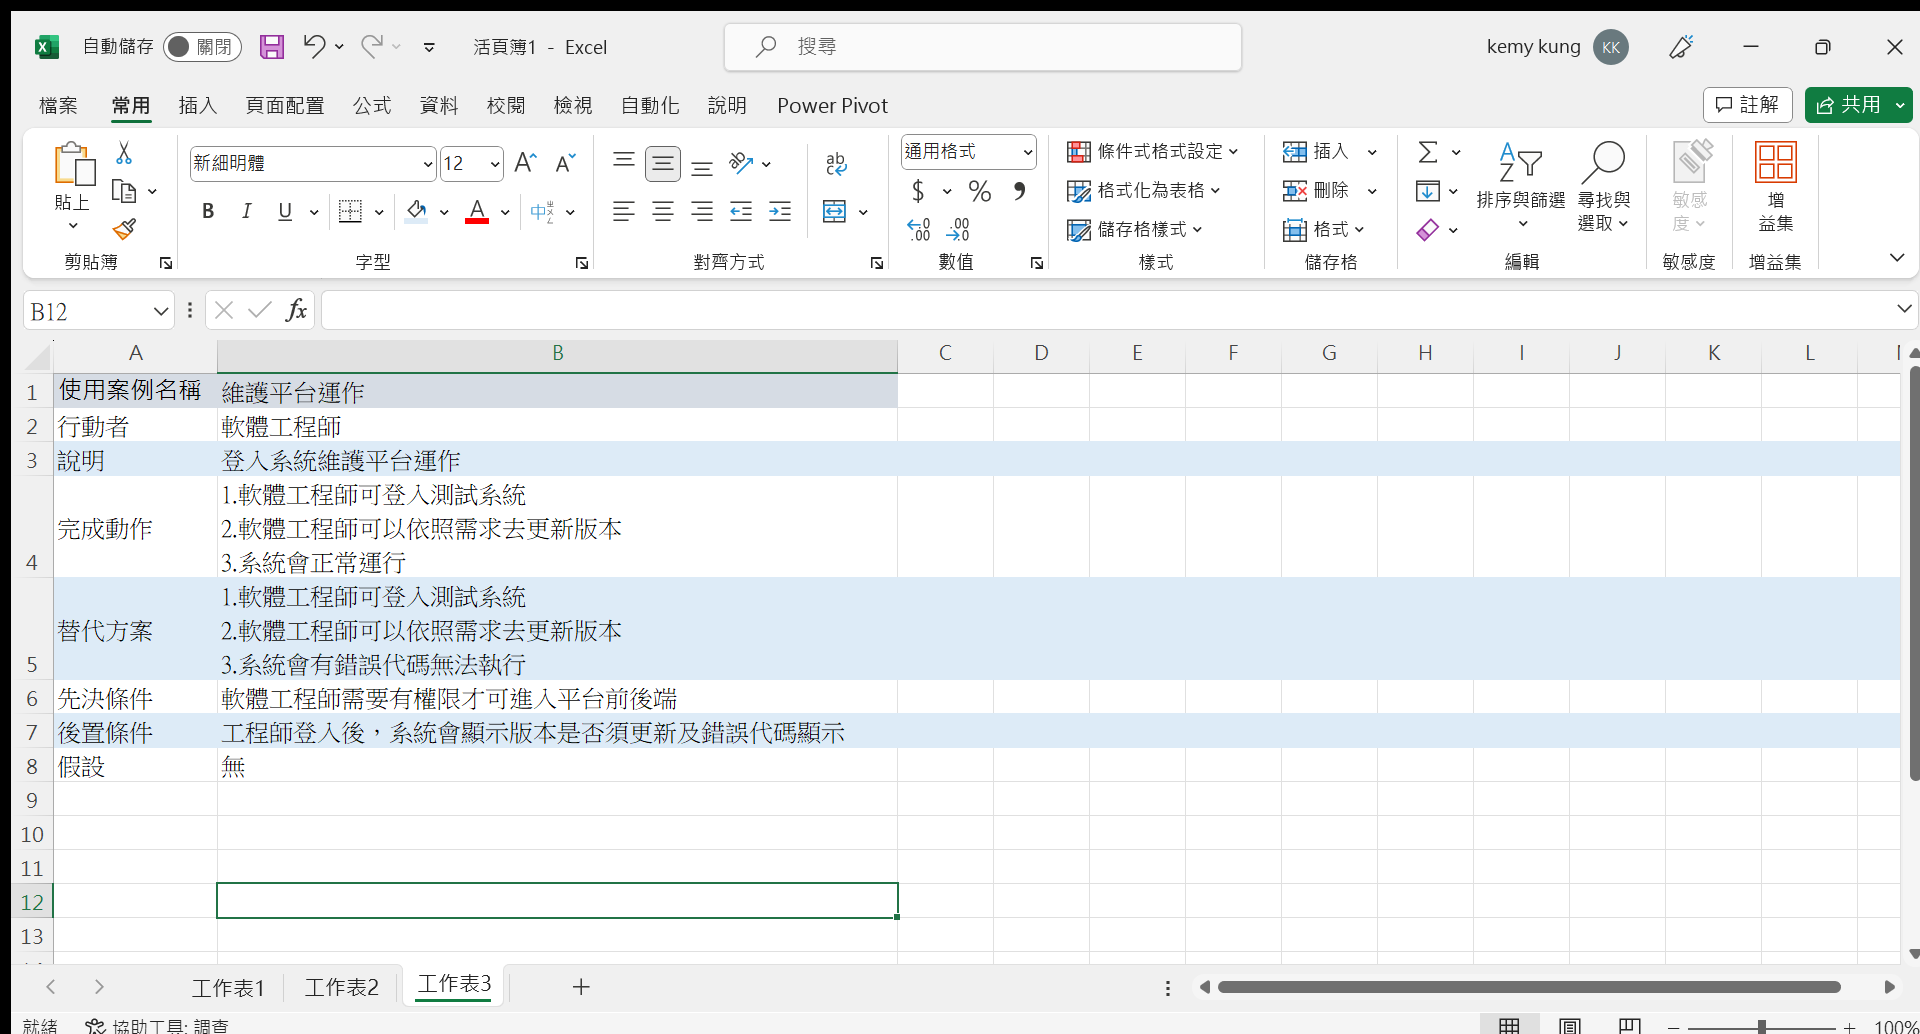 自動儲存 關閉 活頁簿1 - Excel 搜尋 kemy kung KK
檔案 常用 插入 頁面配置 公式 資料 校閱 檢視 自動化 說明 Power Pivot 註解 共用
貼上
剪貼簿
新細明體 12
B I U
字型
對齊方式
通用格式
$ % 9
數值
條件式格式設定
格式化為表格
儲存格樣式
樣式
插入
刪除
格式
儲存格
排序與篩選
尋找與
選取
編輯
敏感
度
敏感度
增
益集
增益集
B12 fx
A B C D E F G H I J K L
1 使用案例名稱 維護平台運作
2 行動者 軟體工程師
3 說明 登入系統維護平台運作
1.軟體工程師可登入測試系統
完成動作 2.軟體工程師可以依照需求去更新版本
4 3.系統會正常運行
1.軟體工程師可登入測試系統
替代方案 2.軟體工程師可以依照需求去更新版本
5 3.系統會有錯誤代碼無法執行
6 先決條件 軟體工程師需要有權限才可進入平台前後端
7 後置條件 工程師登入後，系統會顯示版本是否須更新及錯誤代碼顯示
8 假設 無
9
10
11
12
13
工作表1 工作表2 工作表3
就緒 協助工具: 調查 100%